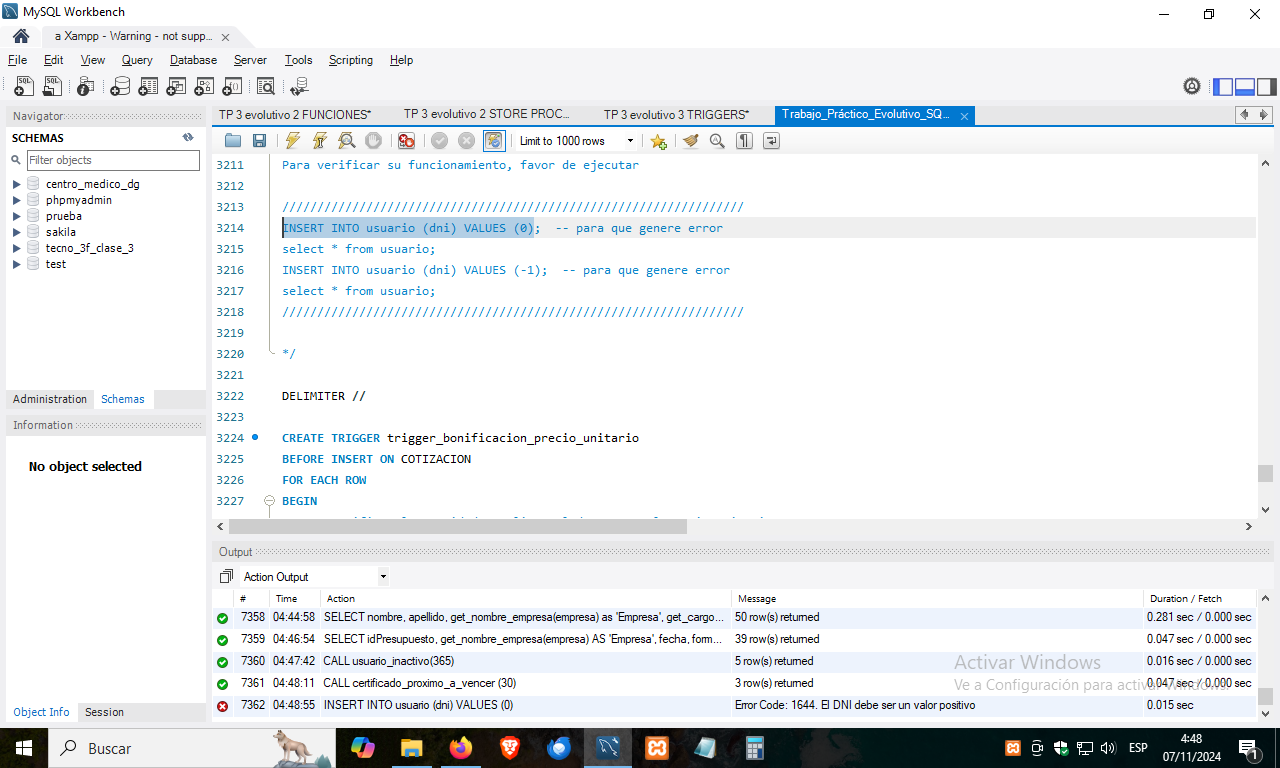 MySQL Workbench
a Xampp - Warning - not supp...
File Edit View Query Database Server Tools Scripting Help
Navigator
SCHEMAS
Filter objects
centro_medico_dg
phpmyadmin
prueba
sakila
tecno_3f_clase_3
test
Administration Schemas
Information
No object selected
Object Info Session
TP 3 evolutivo 2 FUNCIONES* TP 3 evolutivo 2 STORE PROC... TP 3 evolutivo 3 TRIGGERS* Trabajo_Práctico_Evolutivo_SQ...
Limit to 1000 rows
3211 Para verificar su funcionamiento, favor de ejecutar
3212
3213 //////////////////////////////////////////////////////////////////
3214 INSERT INTO usuario (dni) VALUES (0); -- para que genere error
3215 select * from usuario;
3216 INSERT INTO usuario (dni) VALUES (-1); -- para que genere error
3217 select * from usuario;
3218 //////////////////////////////////////////////////////////////////
3219
3220 */
3221
3222 DELIMITER //
3223
3224 CREATE TRIGGER trigger_bonificacion_precio_unitario
3225 BEFORE INSERT ON COTIZACION
3226 FOR EACH ROW
3227 BEGIN
Output
Action Output
# Time Action Message Duration / Fetch
7358 04:44:58 SELECT nombre, apellido, get_nombre_empresa(empresa) as 'Empresa', get_cargo... 50 row(s) returned 0.281 sec / 0.000 sec
7359 04:46:54 SELECT idPresupuesto, get_nombre_empresa(empresa) AS 'Empresa', fecha, form... 39 row(s) returned 0.047 sec / 0.000 sec
7360 04:47:42 CALL usuario_inactivo(365) 5 row(s) returned 0.016 sec / 0.000 sec
7361 04:48:11 CALL certificado_proximo_a_vencer (30) 3 row(s) returned 0.047 sec / 0.000 sec
7362 04:48:55 INSERT INTO usuario (dni) VALUES (0) Error Code: 1644. El DNI debe ser un valor positivo 0.015 sec
Activar Windows
Ve a Configuración para activar Windows.
Buscar
ESP
4:48
07/11/2024
1